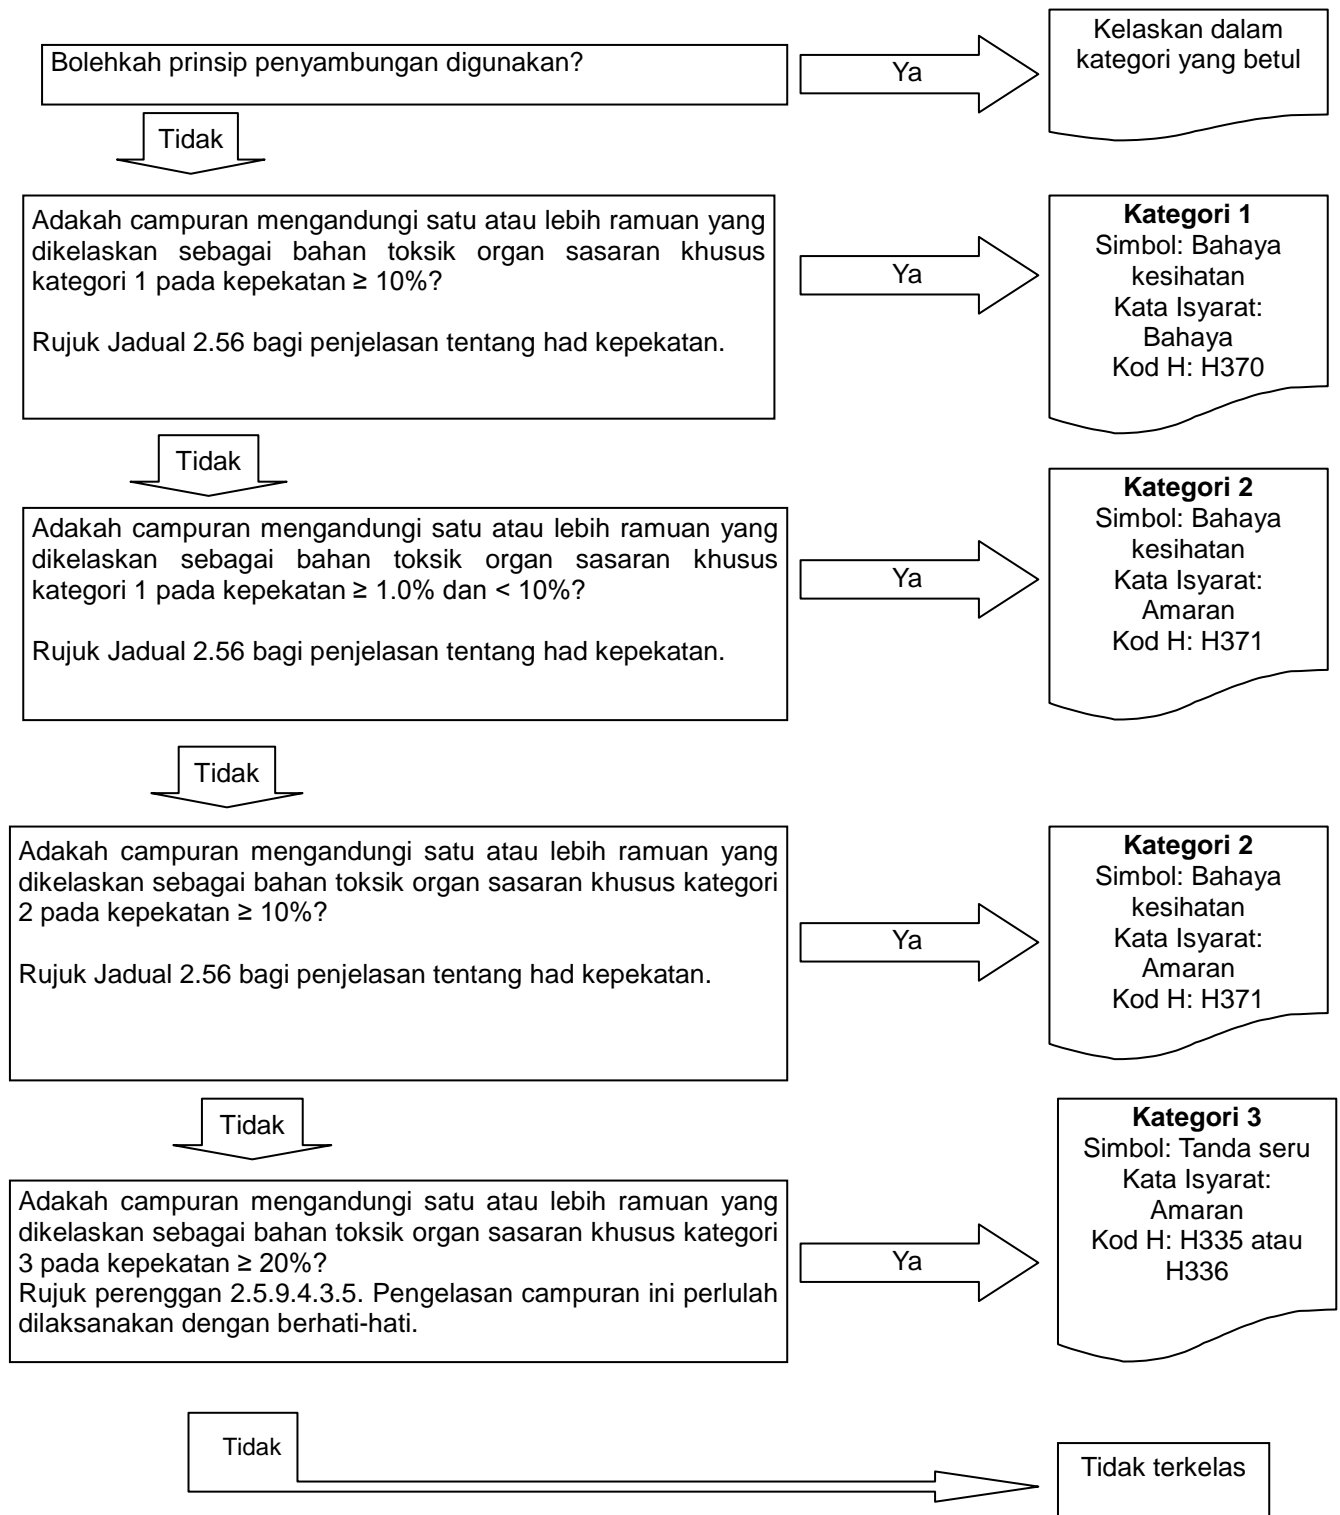 Bolehkah prinsip penyambungan digunakan?
Ya
Kelaskan dalam
kategori yang betul
Tidak
Adakah campuran mengandungi satu atau lebih ramuan yang
dikelaskan sebagai bahan toksik organ sasaran khusus
kategori 1 pada kepekatan ≥ 10%?
Rujuk Jadual 2.56 bagi penjelasan tentang had kepekatan.
Ya
Kategori 1
Simbol: Bahaya
kesihatan
Kata Isyarat:
Bahaya
Kod H: H370
Tidak
Adakah campuran mengandungi satu atau lebih ramuan yang
dikelaskan sebagai bahan toksik organ sasaran khusus
kategori 1 pada kepekatan ≥ 1.0% dan < 10%?
Rujuk Jadual 2.56 bagi penjelasan tentang had kepekatan.
Ya
Kategori 2
Simbol: Bahaya
kesihatan
Kata Isyarat:
Amaran
Kod H: H371
Tidak
Adakah campuran mengandungi satu atau lebih ramuan yang
dikelaskan sebagai bahan toksik organ sasaran khusus kategori
2 pada kepekatan ≥ 10%?
Rujuk Jadual 2.56 bagi penjelasan tentang had kepekatan.
Ya
Kategori 2
Simbol: Bahaya
kesihatan
Kata Isyarat:
Amaran
Kod H: H371
Tidak
Adakah campuran mengandungi satu atau lebih ramuan yang
dikelaskan sebagai bahan toksik organ sasaran khusus kategori
3 pada kepekatan ≥ 20%?
Rujuk perenggan 2.5.9.4.3.5. Pengelasan campuran ini perlulah
dilaksanakan dengan berhati-hati.
Ya
Kategori 3
Simbol: Tanda seru
Kata Isyarat:
Amaran
Kod H: H335 atau
H336
Tidak
Tidak terkelas